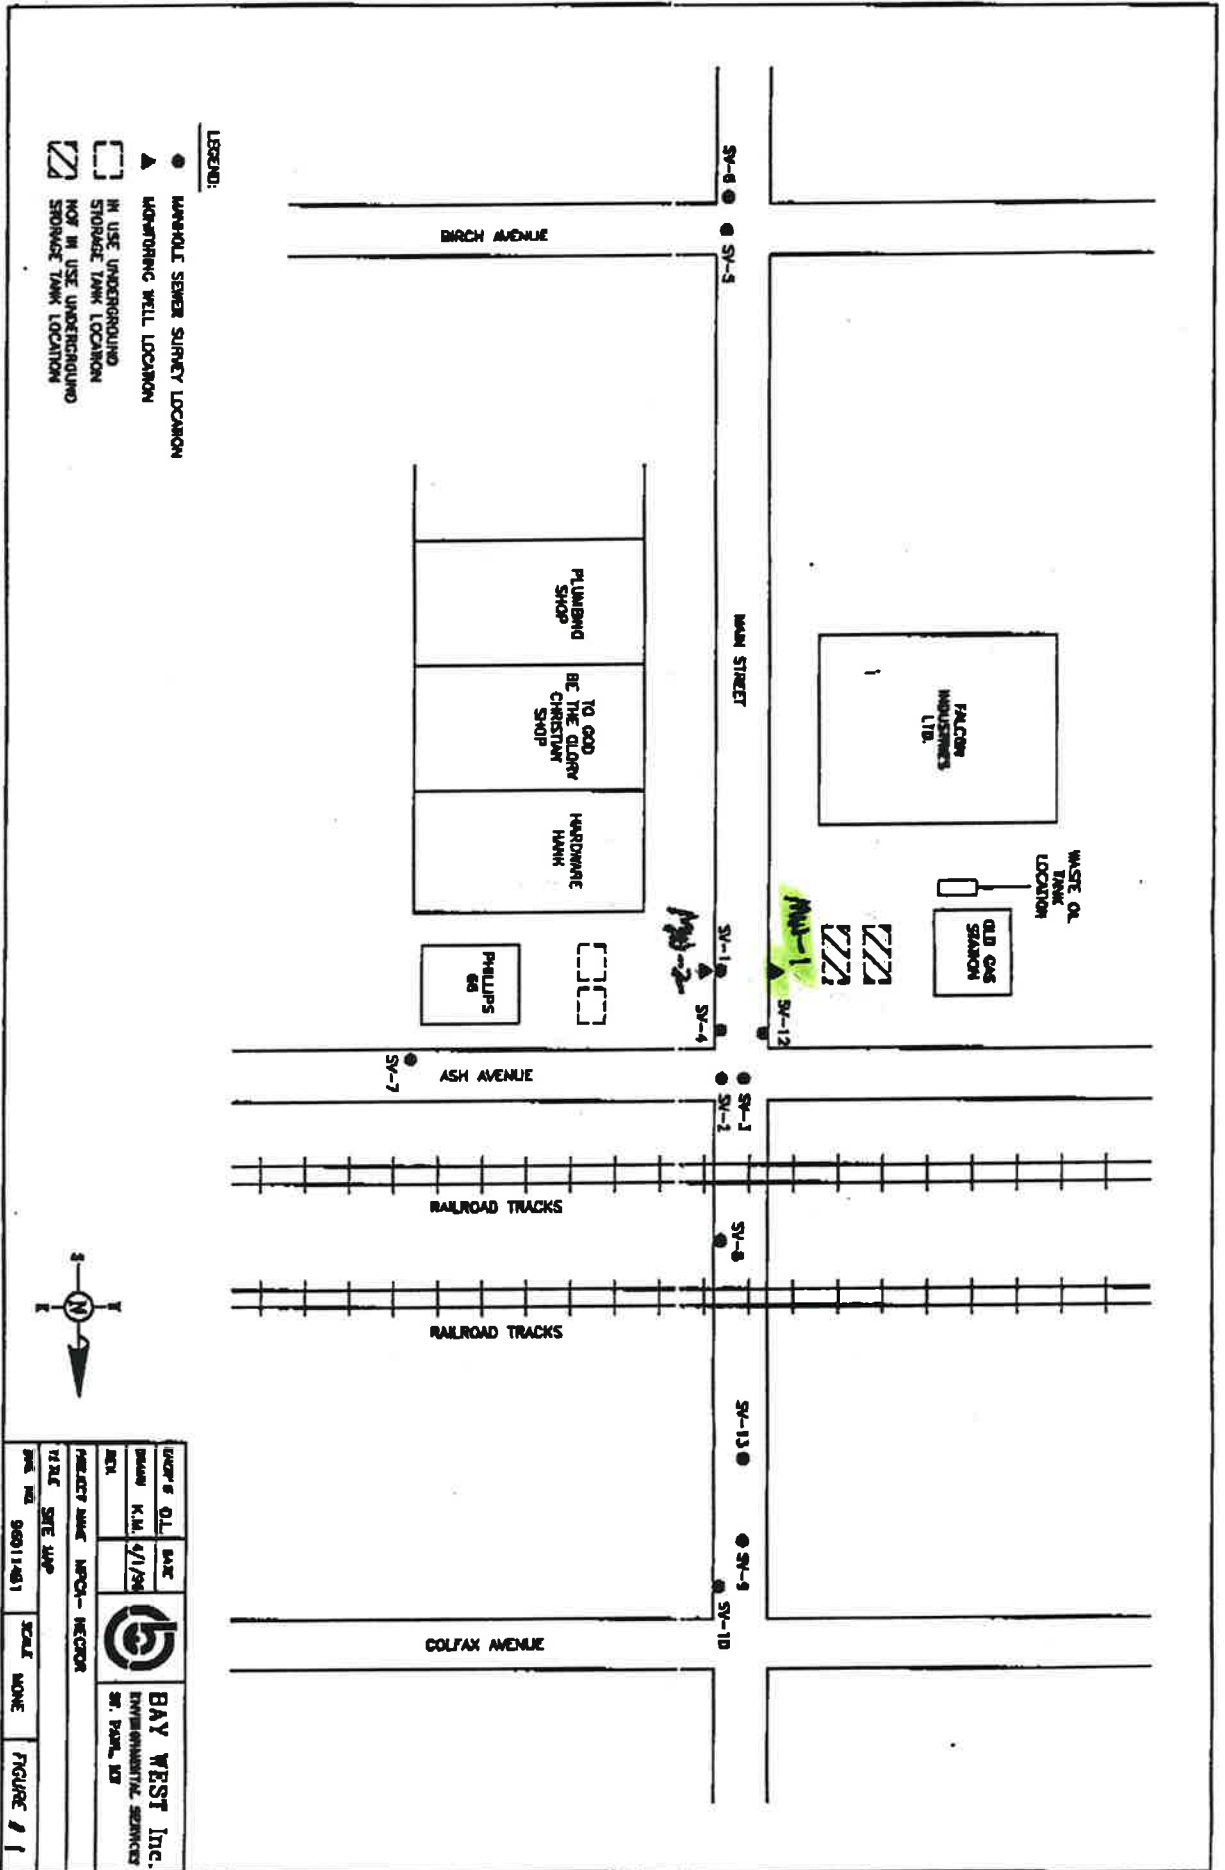 SV-6
SV-5
BIRCH AVENUE
MAIN STREET
FALCON
INDUSTRIES
LTD.
WASTE OIL
TANK
LOCATION
OLD GAS
STATION
PLUMBING
SHOP
TO GOD
BE THE GLORY
CHRISTIAN
SHOP
HARDWARE
HANK
PHILLIPS
66
MW-1
MW-2
SV-1
SV-4
SV-12
SV-7
ASH AVENUE
SV-2
RAILROAD TRACKS
SV-8
RAILROAD TRACKS
SV-13
SV-9
SV-10
COLFAX AVENUE
LEGEND:
MANHOLE SEWER SURVEY LOCATION
MONITORING WELL LOCATION
IN USE UNDERGROUND
STORAGE TANK LOCATION
NOT IN USE UNDERGROUND
STORAGE TANK LOCATION
N
S
E
DATE
DRAWN K.M. 4/1/96
REV.
BAY WEST Inc.
ENVIRONMENTAL SERVICES
ST. PAUL, MN
PROJECT NAME MPCA- HECTOR
TITLE SITE MAP
DWG. NO.
SCALE NONE
FIGURE # 1